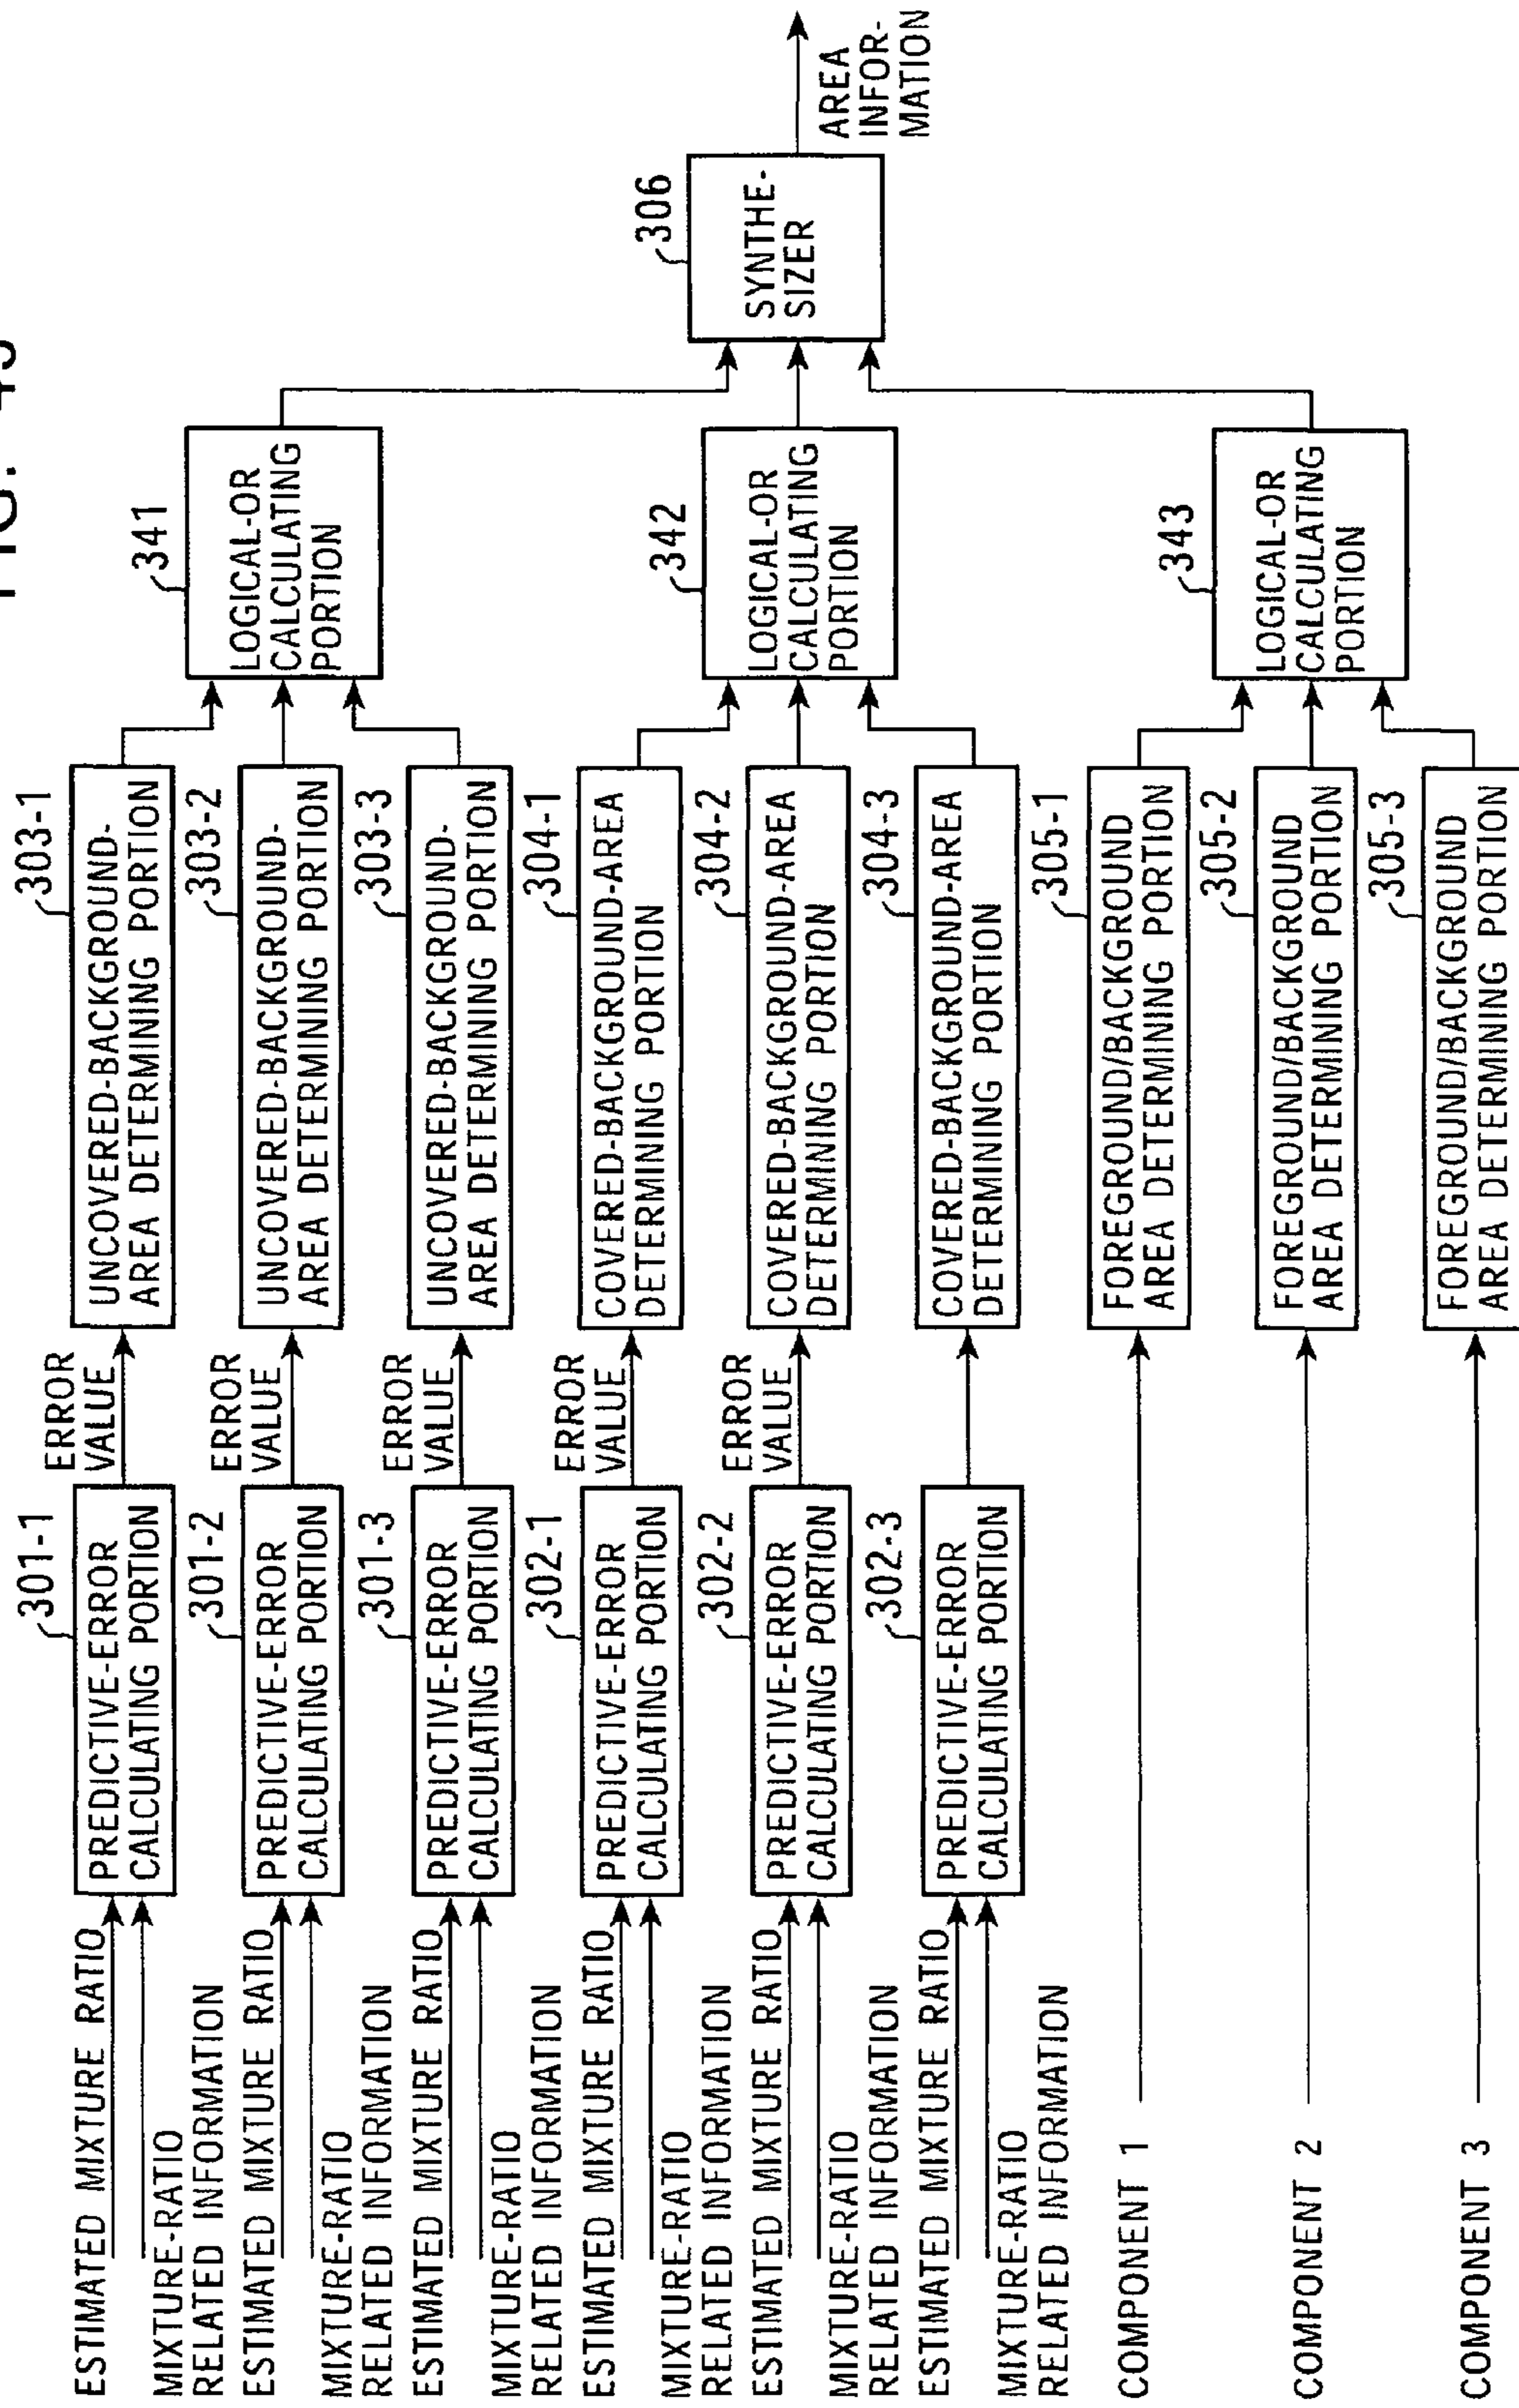 FIG. 45
ESTIMATED MIXTURE RATIO
MIXTURE-RATIO
RELATED INFORMATION
301-1
PREDICTIVE-ERROR
CALCULATING PORTION
ERROR
VALUE
303-1
UNCOVERED-BACKGROUND-
AREA DETERMINING PORTION
ESTIMATED MIXTURE RATIO
MIXTURE-RATIO
RELATED INFORMATION
301-2
PREDICTIVE-ERROR
CALCULATING PORTION
ERROR
VALUE
303-2
UNCOVERED-BACKGROUND-
AREA DETERMINING PORTION
ESTIMATED MIXTURE RATIO
MIXTURE-RATIO
RELATED INFORMATION
301-3
PREDICTIVE-ERROR
CALCULATING PORTION
ERROR
VALUE
303-3
UNCOVERED-BACKGROUND-
AREA DETERMINING PORTION
341
LOGICAL-OR
CALCULATING
PORTION
ESTIMATED MIXTURE RATIO
MIXTURE-RATIO
RELATED INFORMATION
302-1
PREDICTIVE-ERROR
CALCULATING PORTION
ERROR
VALUE
304-1
COVERED-BACKGROUND-AREA
DETERMINING PORTION
ESTIMATED MIXTURE RATIO
MIXTURE-RATIO
RELATED INFORMATION
302-2
PREDICTIVE-ERROR
CALCULATING PORTION
ERROR
VALUE
304-2
COVERED-BACKGROUND-AREA
DETERMINING PORTION
ESTIMATED MIXTURE RATIO
MIXTURE-RATIO
RELATED INFORMATION
302-3
PREDICTIVE-ERROR
CALCULATING PORTION
304-3
COVERED-BACKGROUND-AREA
DETERMINING PORTION
342
LOGICAL-OR
CALCULATING
PORTION
306
SYNTHE-
SIZER
AREA
INFOR-
MATION
COMPONENT 1
305-1
FOREGROUND/BACKGROUND
AREA DETERMINING PORTION
COMPONENT 2
305-2
FOREGROUND/BACKGROUND
AREA DETERMINING PORTION
COMPONENT 3
305-3
FOREGROUND/BACKGROUND
AREA DETERMINING PORTION
343
LOGICAL-OR
CALCULATING
PORTION